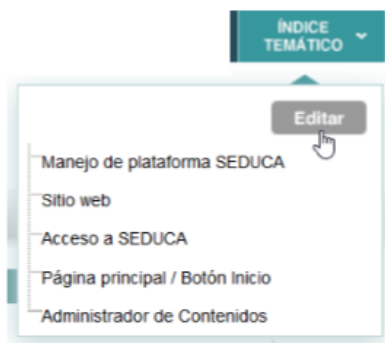 ÍNDICE
TEMÁTICO
Editar
Manejo de plataforma SEDUCA
Sitio web
Acceso a SEDUCA
Página principal / Botón Inicio
Administrador de Contenidos